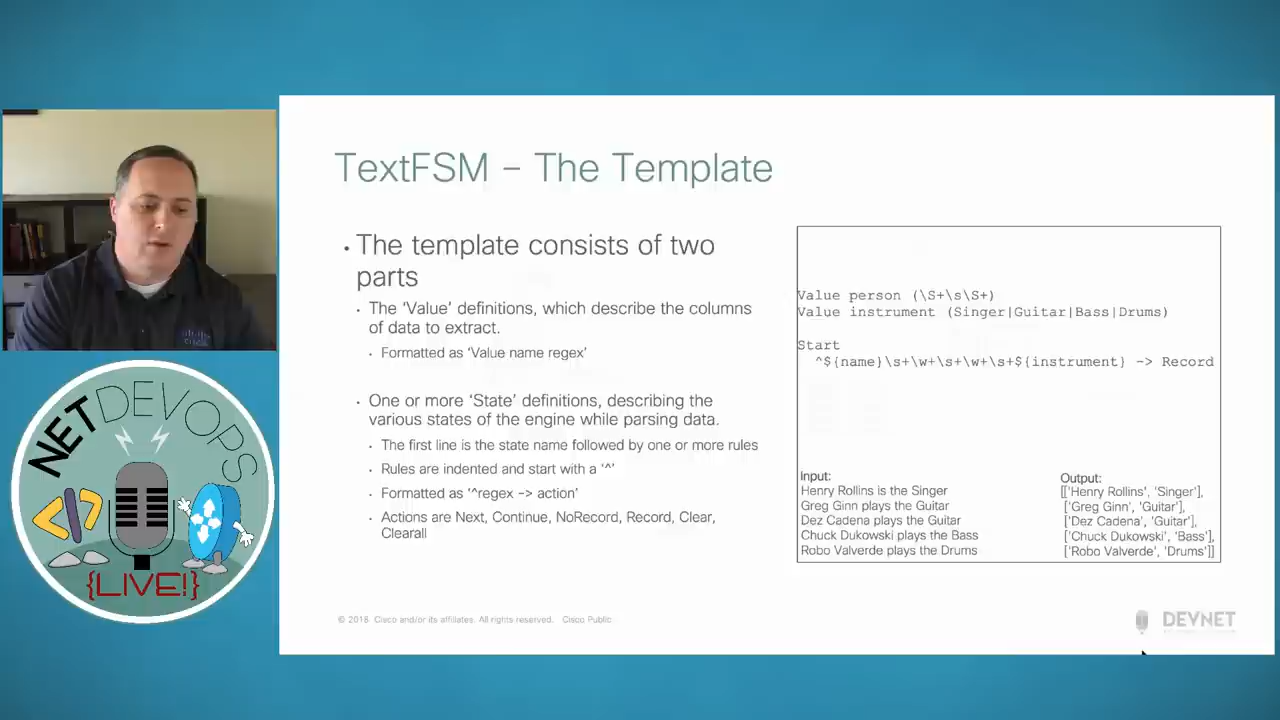 TextFSM – The Template
• The template consists of two
parts
• The 'Value' definitions, which describe the columns
of data to extract.
• Formatted as 'Value name regex'
• One or more 'State' definitions, describing the
various states of the engine while parsing data.
• The first line is the state name followed by one or more rules
• Rules are indented and start with a '^'
• Formatted as '^regex -> action'
• Actions are Next, Continue, NoRecord, Record, Clear,
Clearall
Value person (\S+\s\S+)
Value instrument (Singer|Guitar|Bass|Drums)
Start
^${name}\s+\w+\s+\w+\s+${instrument} -> Record
Input:
Henry Rollins is the Singer
Greg Ginn plays the Guitar
Dez Cadena plays the Guitar
Chuck Dukowski plays the Bass
Robo Valverde plays the Drums
Output:
[['Henry Rollins', 'Singer'],
['Greg Ginn', 'Guitar'],
['Dez Cadena', 'Guitar'],
['Chuck Dukowski', 'Bass'],
['Robo Valverde', 'Drums']]
NETDEVOPS
</>
{LIVE!}
© 2018 Cisco and/or its affiliates. All rights reserved. Cisco Public
DEVNET